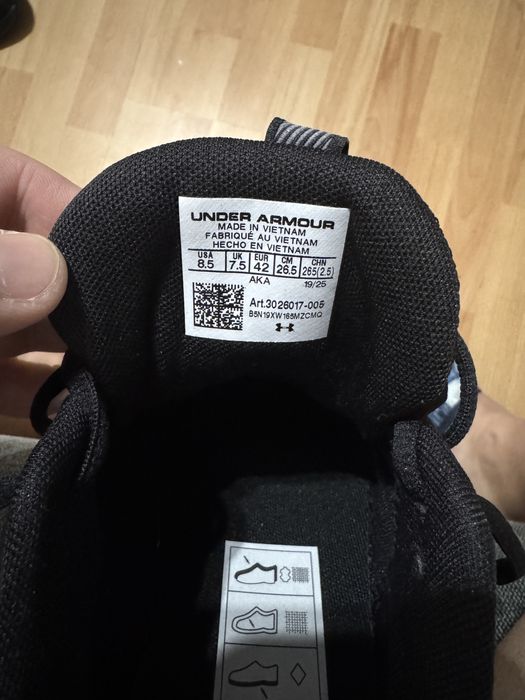 UNDER ARMOUR
MADE IN VIETNAM
FABRIQUÉ AU VIETNAM
HECHO EN VIETNAM
USA UK EUR CM CHN
8.5 7.5 42 26.5 265(2.5)
AKA 19/25
Art.3026017-005
B5N19XW165MZCMQ